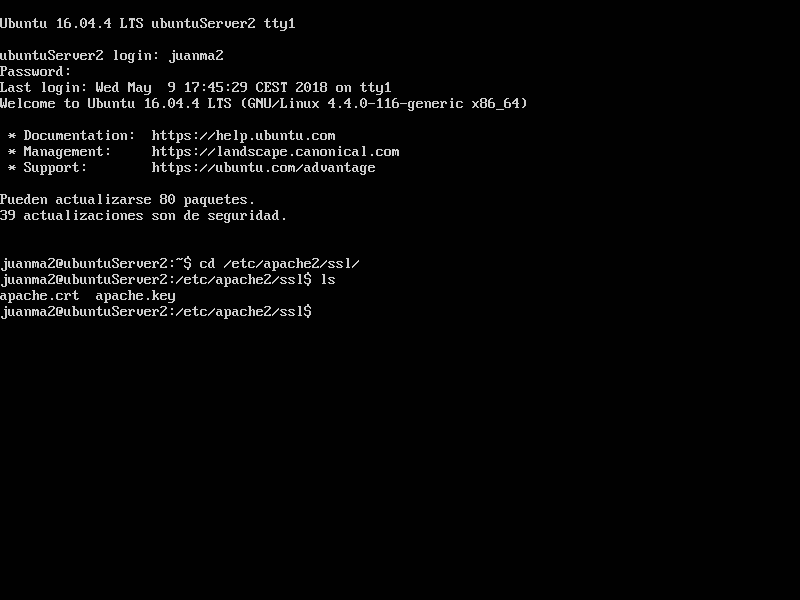 Ubuntu 16.04.4 LTS ubuntuServer2 tty1
ubuntuServer2 login: juanma2
Password:
Last login: Wed May  9 17:45:29 CEST 2018 on tty1
Welcome to Ubuntu 16.04.4 LTS (GNU/Linux 4.4.0-116-generic x86_64)
 * Documentation:  https://help.ubuntu.com
 * Management:     https://landscape.canonical.com
 * Support:        https://ubuntu.com/advantage
Pueden actualizarse 80 paquetes.
39 actualizaciones son de seguridad.
juanma2@ubuntuServer2:~$ cd /etc/apache2/ssl/
juanma2@ubuntuServer2:/etc/apache2/ssl$ ls
apache.crt  apache.key
juanma2@ubuntuServer2:/etc/apache2/ssl$